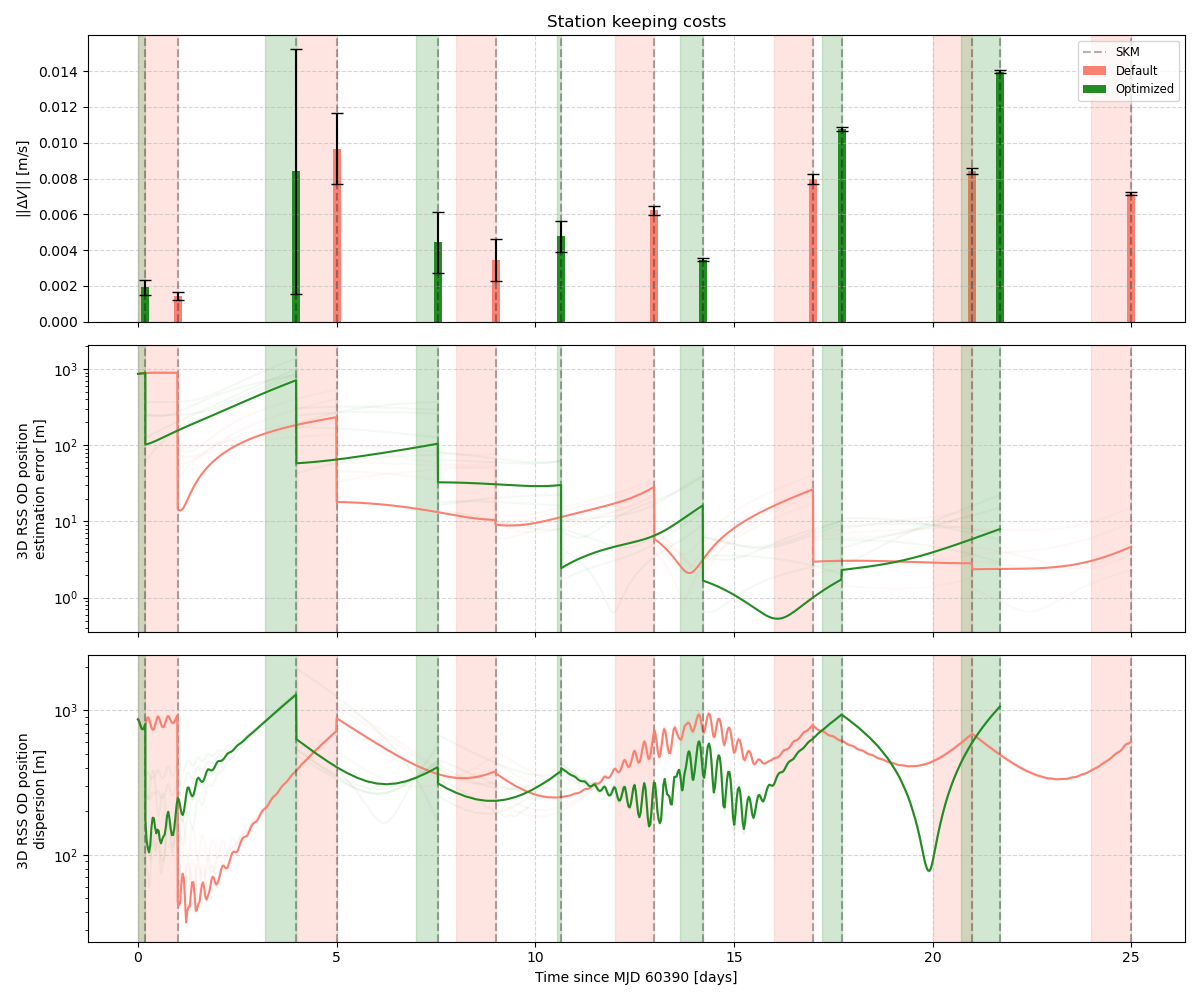 Station keeping costs
||ΔV|| [m/s]
0.014
0.012
0.010
0.008
0.006
0.004
0.002
0.000
SKM
Default
Optimized
3D RSS OD position
estimation error [m]
10³
10²
10¹
10⁰
3D RSS OD position
dispersion [m]
10³
10²
0 5 10 15 20 25
Time since MJD 60390 [days]